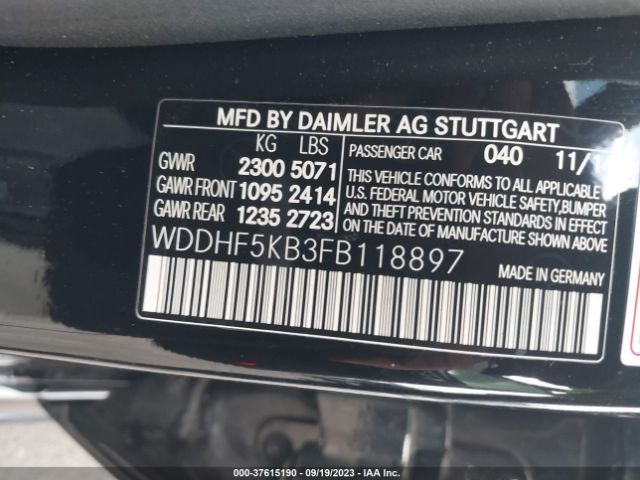 MFD BY DAIMLER AG STUTTGART
KG LBS
GVWR 2300 5071
GAWR FRONT 1095 2414
GAWR REAR 1235 2723
PASSENGER CAR 040 11/14
THIS VEHICLE CONFORMS TO ALL APPLICABLE
U.S. FEDERAL MOTOR VEHICLE SAFETY, BUMPER
AND THEFT PREVENTION STANDARDS IN EFFECT
ON THE DATE OF MANUFACTURE SHOWN ABOVE.
WDDHF5KB3FB118897
MADE IN GERMANY
000-37615190 - 09/19/2023 - IAA Inc.